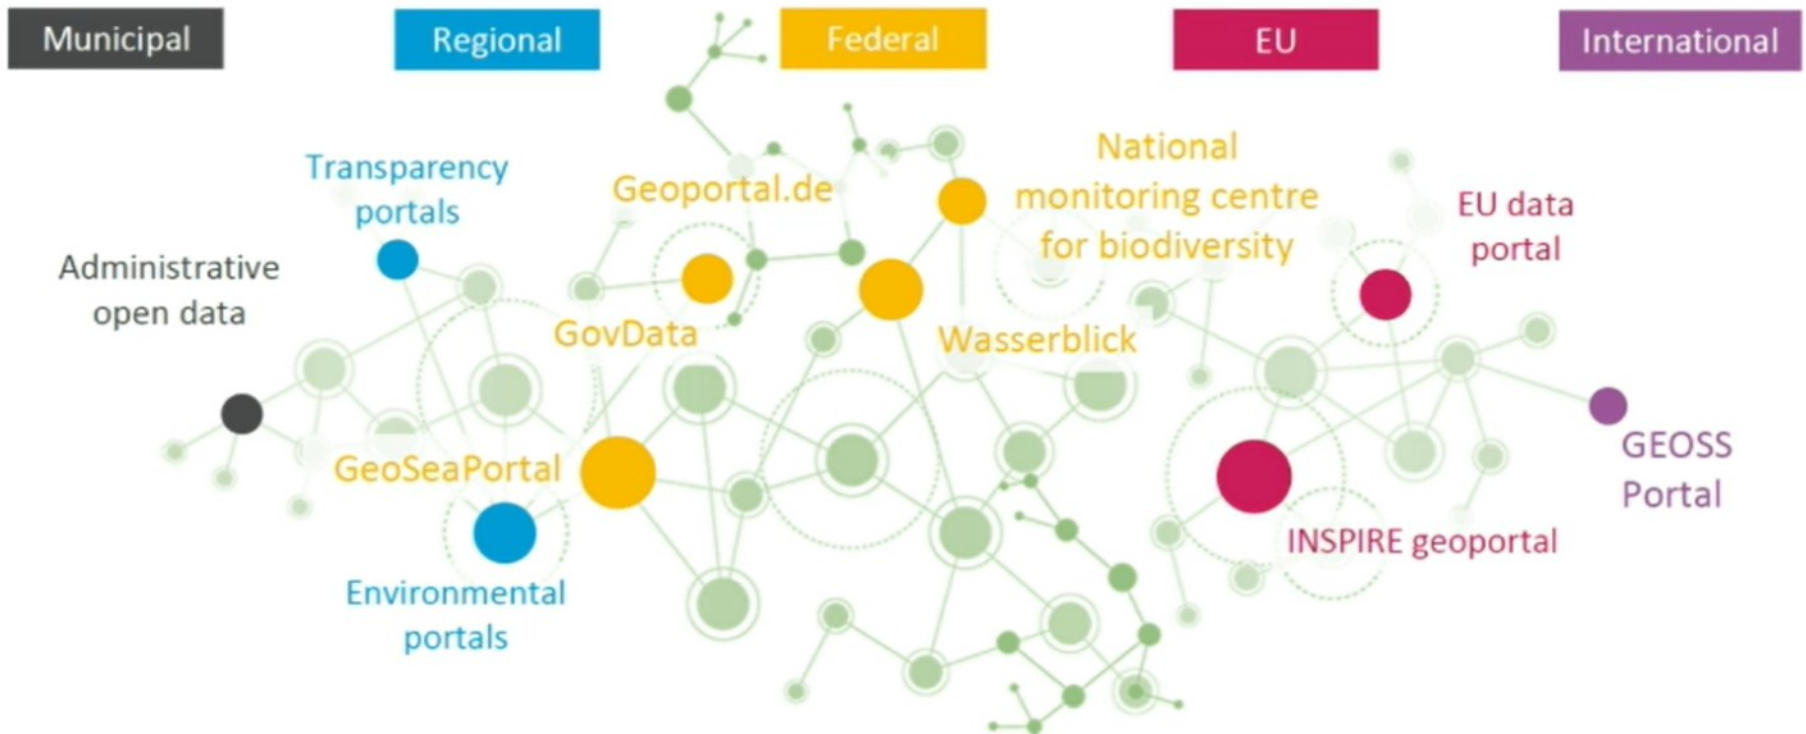 Municipal
Regional
Federal
EU
International
Transparency
portals
Administrative
open data
Geoportal.de
GovData
GeoSeaPortal
Environmental
portals
National
monitoring centre
for biodiversity
Wasserblick
EU data
portal
INSPIRE geoportal
GEOSS
Portal